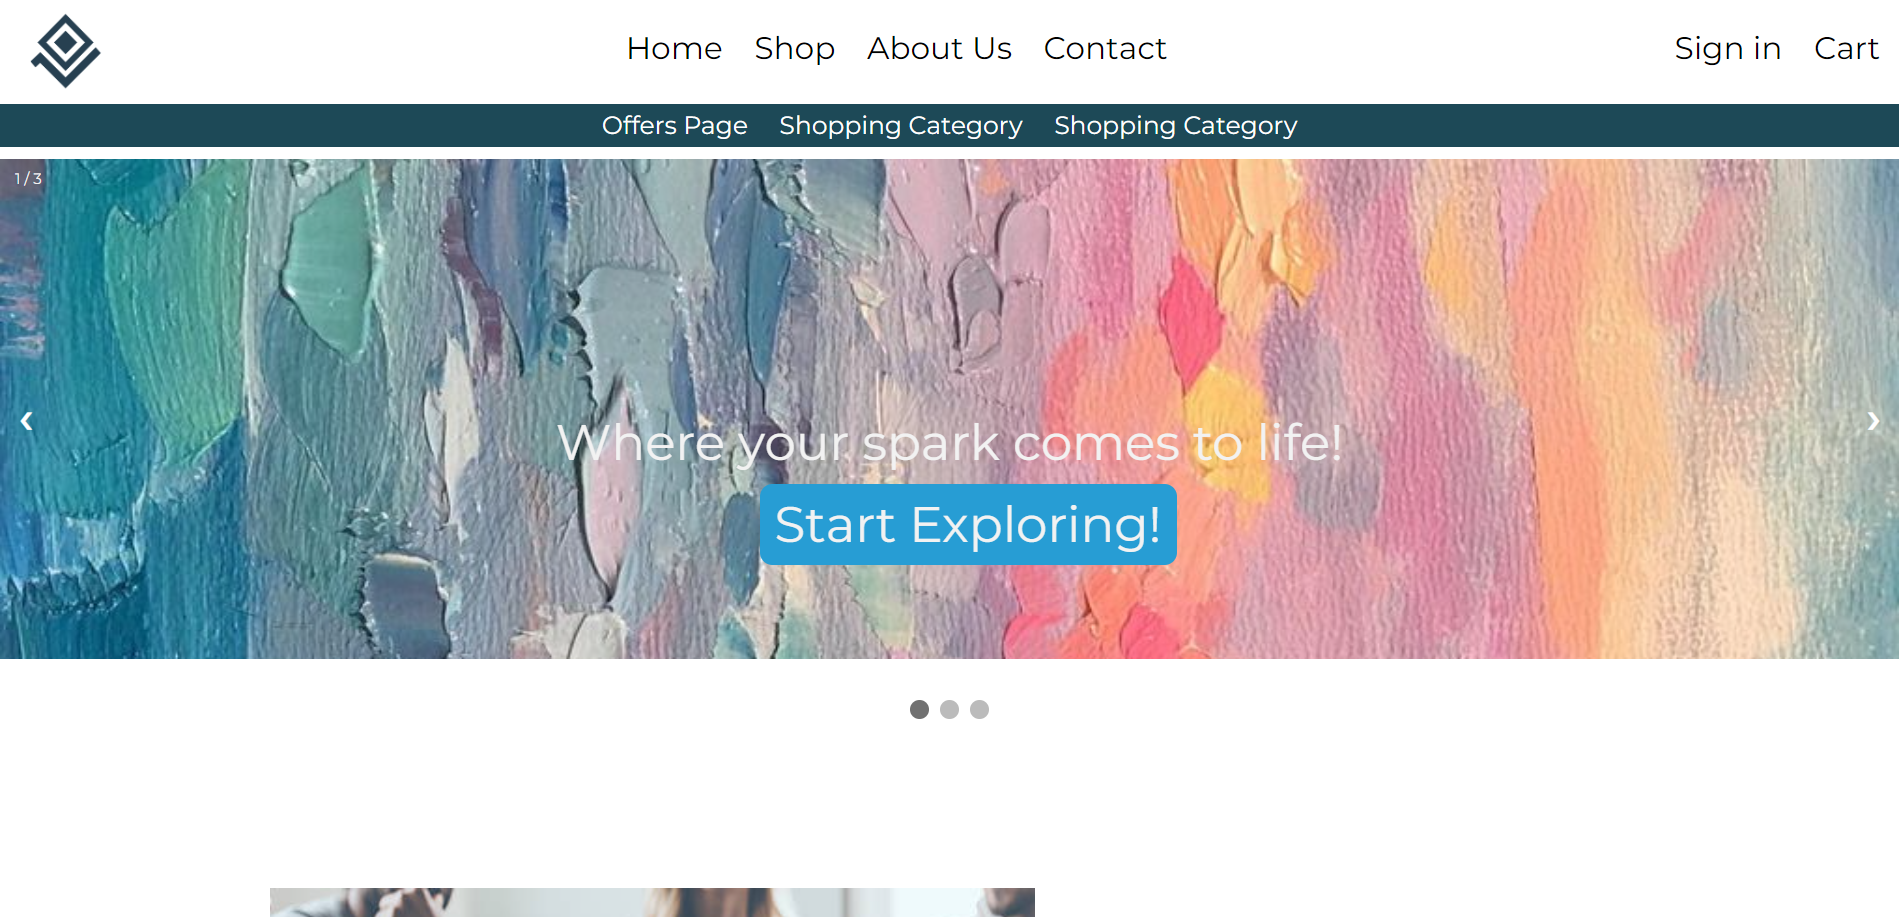 Home Shop About Us Contact Sign in Cart
Offers Page Shopping Category Shopping Category
1 / 3
Where your spark comes to life!
❮ ❯
Start Exploring!